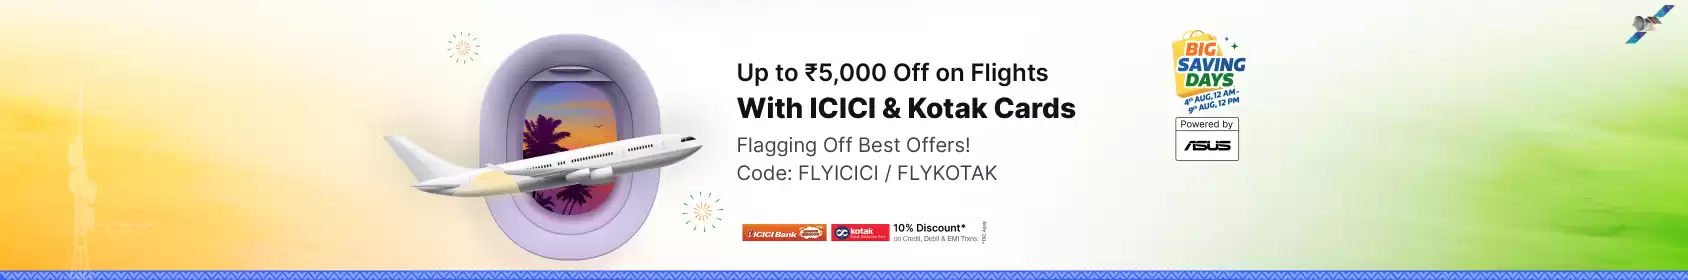 Up to ₹5,000 Off on Flights
With ICICI & Kotak Cards
Flagging Off Best Offers!
Code: FLYICICI / FLYKOTAK
ICICI Bank
kotak
10% Discount*
on Credit, Debit & EMI Trxns.
*T&C Apply
BIG
SAVING
DAYS
4th AUG, 12 AM-
9th AUG, 12 PM
Powered by
ASUS